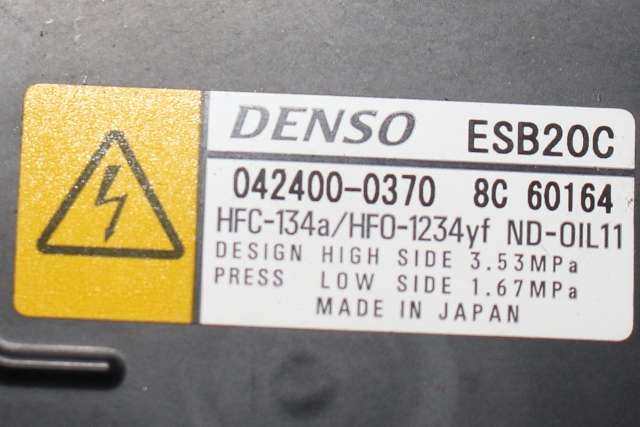 DENSO ESB20C
042400-0370 8C 60164
HFC-134a/HFO-1234yf ND-OIL11
DESIGN HIGH SIDE 3.53MPa
PRESS LOW SIDE 1.67MPa
MADE IN JAPAN